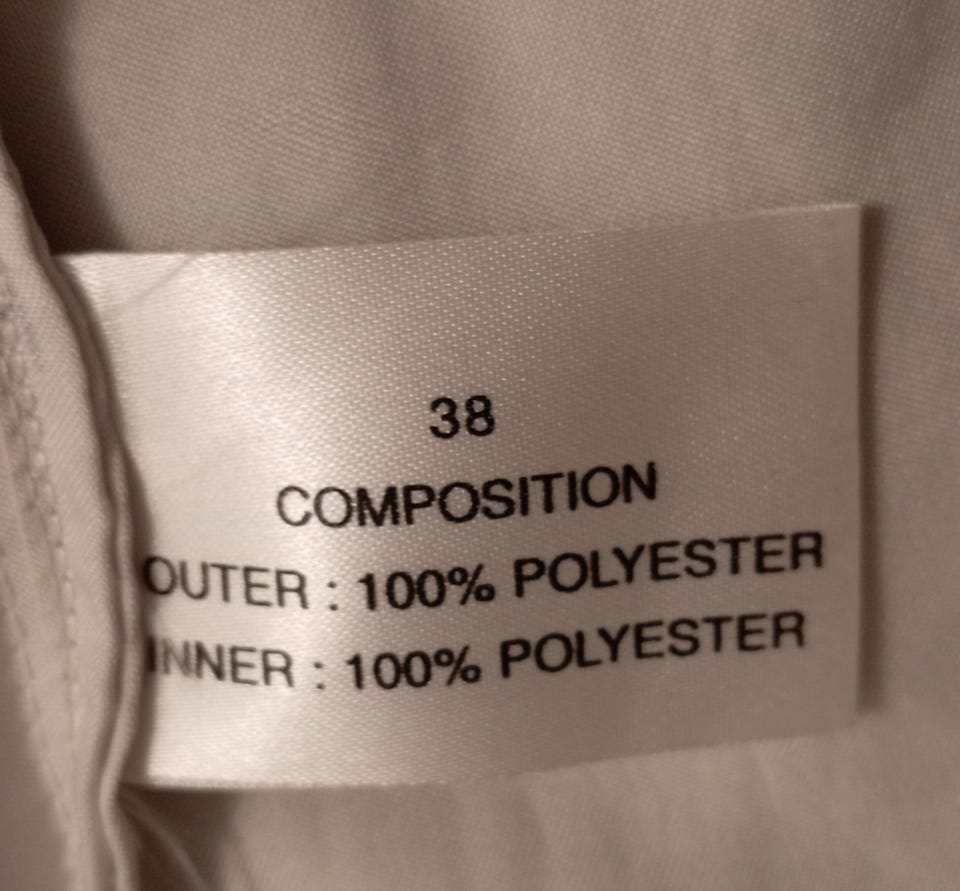 38
COMPOSITION
OUTER : 100% POLYESTER
INNER : 100% POLYESTER